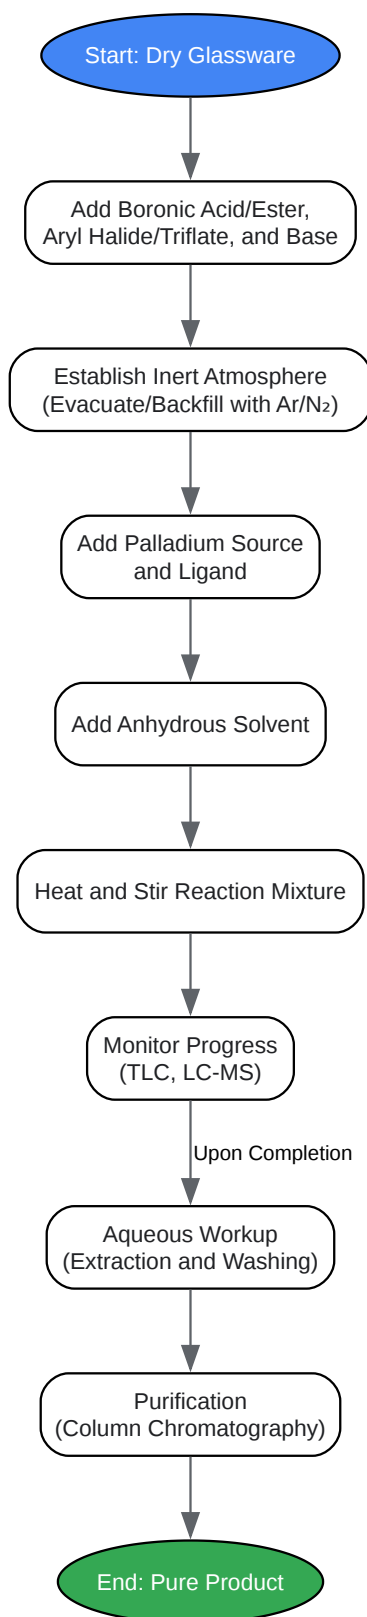 Start: Dry Glassware
Add Boronic Acid/Ester,
Aryl Halide/Triflate, and Base
Establish Inert Atmosphere
(Evacuate/Backfill with Ar/N₂)
Add Palladium Source
and Ligand
Add Anhydrous Solvent
Heat and Stir Reaction Mixture
Monitor Progress
(TLC, LC-MS)
Upon Completion
Aqueous Workup
(Extraction and Washing)
Purification
(Column Chromatography)
End: Pure Product